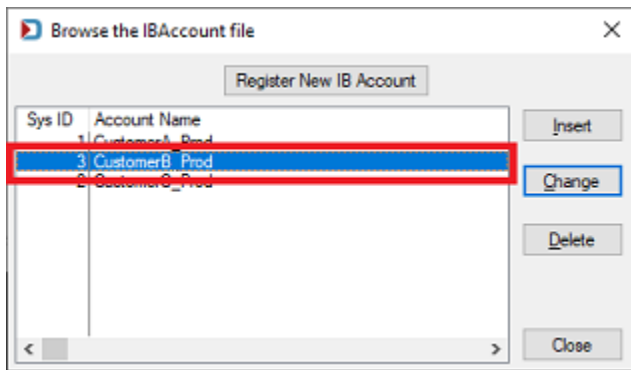 Browse the IBAccount file
Register New IB Account
Sys ID Account Name
1 CustomerA_Prod
3 CustomerB_Prod
2 CustomerC_Prod
Insert
Change
Delete
Close